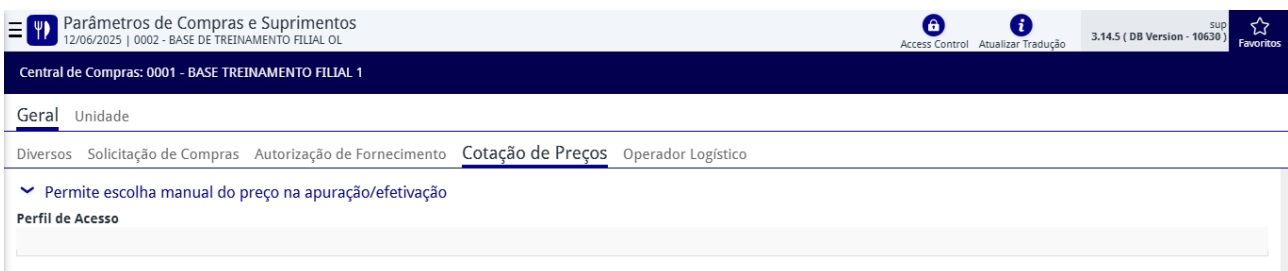 Parâmetros de Compras e Suprimentos
12/06/2025 | 0002 - BASE DE TREINAMENTO FILIAL OL
Access Control
Atualizar Tradução
sup
3.14.5 ( DB Version - 10630 )
Favoritos
Central de Compras: 0001 - BASE TREINAMENTO FILIAL 1
Geral Unidade
Diversos Solicitação de Compras Autorização de Fornecimento Cotação de Preços Operador Logístico
Permite escolha manual do preço na apuração/efetivação
Perfil de Acesso